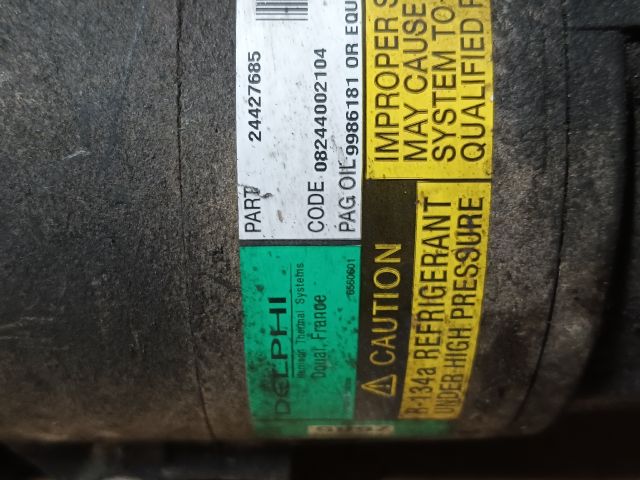 DELPHI
Harrison Thermal Systems
Douai, France
6560601
PART 24427685
CODE 08244002104
PAG OIL 9986181 OR EQU
CAUTION
R-134a REFRIGERANT
UNDER HIGH PRESSURE
IMPROPER S
MAY CAUSE
SYSTEM TO
QUALIFIED